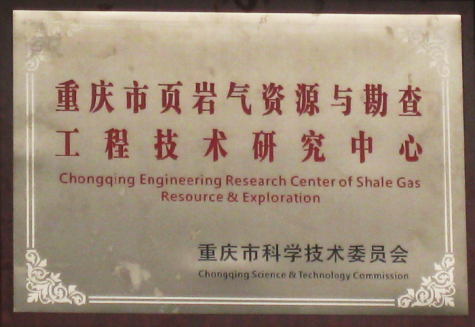 重庆市页岩气资源与勘查
工程技术研究中心
Chongqing Engineering Research Center of Shale Gas
Resource & Exploration
重庆市科学技术委员会
Chongqing Science & Technology Commission